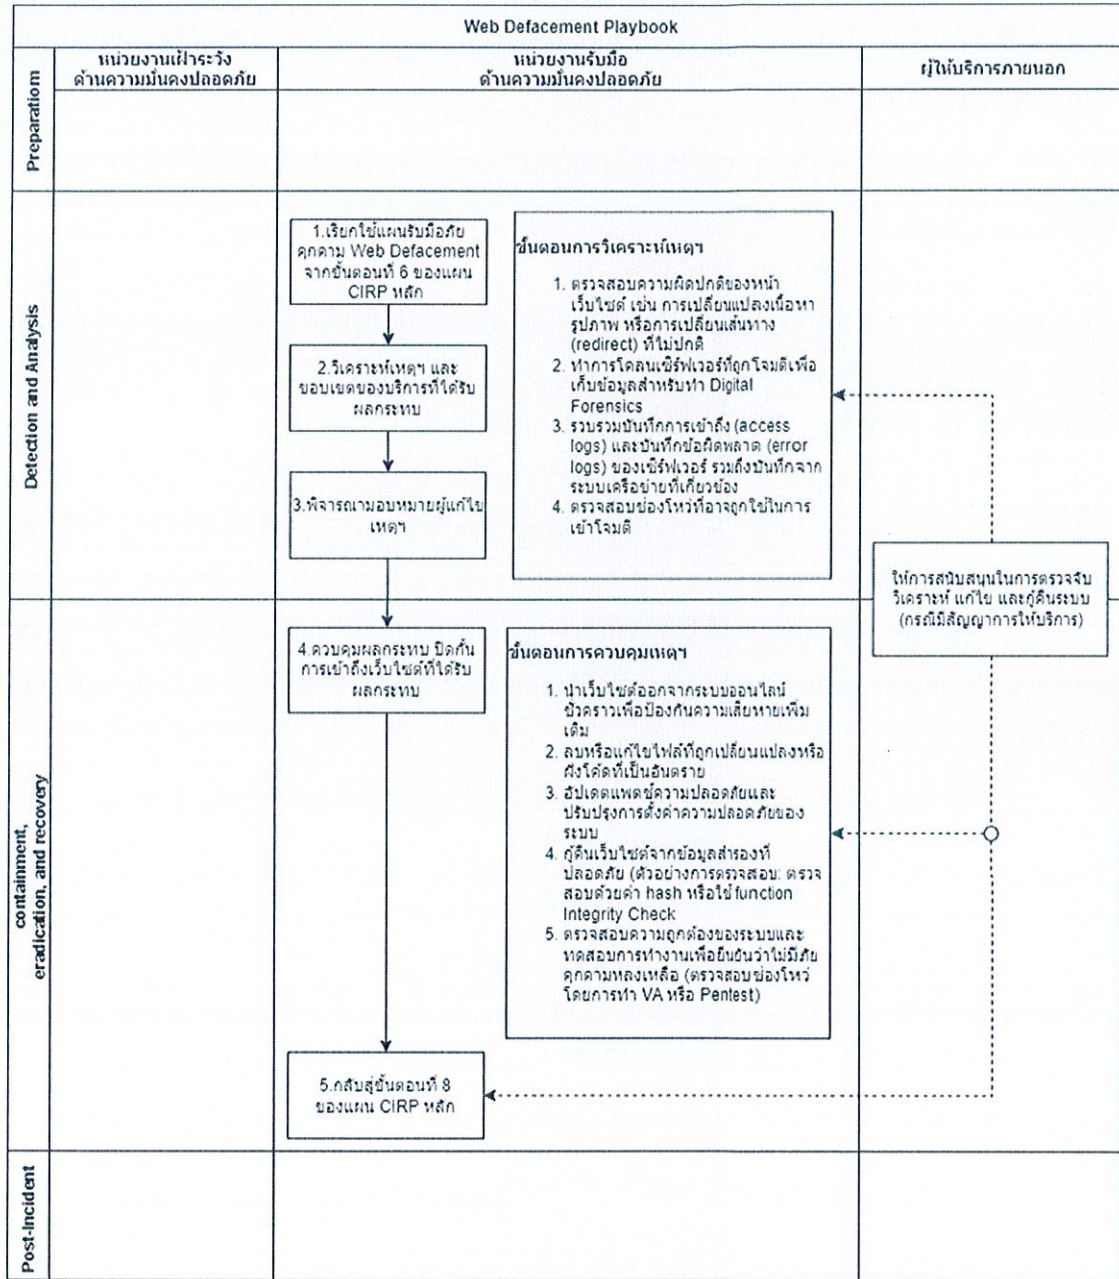 Web Defacement Playbook
หน่วยงานเฝ้าระวัง
ด้านความมั่นคงปลอดภัย
หน่วยงานรับมือ
ด้านความมั่นคงปลอดภัย
ผู้ให้บริการภายนอก
Preparatiom
Detection and Analysis
1.เรียกใช้แผนรับมือภัย
คุกคาม Web Defacement
จากขั้นตอนที่ 6 ของแผน
CIRP หลัก
2.วิเคราะห์เหตุฯ และ
ขอบเขตของบริการที่ได้รับ
ผลกระทบ
3.พิจารณามอบหมายผู้แก้ไข
เหตุฯ
ขั้นตอนการวิเคราะห์เหตุฯ
1. ตรวจสอบความผิดปกติของหน้า
เว็บไซต์ เช่น การเปลี่ยนแปลงเนื้อหา
รูปภาพ หรือการเปลี่ยนเส้นทาง
(redirect) ที่ไม่ปกติ
2. ทำการโคลนเซิร์ฟเวอร์ที่ถูกโจมตีเพื่อ
เก็บข้อมูลสำหรับทำ Digital
Forensics
3. รวบรวมบันทึกการเข้าถึง (access
logs) และบันทึกข้อผิดพลาด (error
logs) ของเซิร์ฟเวอร์ รวมถึงบันทึกจาก
ระบบเครือข่ายที่เกี่ยวข้อง
4. ตรวจสอบช่องโหว่ที่อาจถูกใช้ในการ
เข้าโจมตี
ให้การสนับสนุนในการตรวจจับ
วิเคราะห์ แก้ไข และกู้คืนระบบ
(กรณีมีสัญญาการให้บริการ)
containment,
eradication, and recovery
4.ควบคุมผลกระทบ ปิดกั้น
การเข้าถึงเว็บไซต์ที่ได้รับ
ผลกระทบ
ขั้นตอนการควบคุมเหตุฯ
1. นำเว็บไซต์ออกจากระบบออนไลน์
ชั่วคราวเพื่อป้องกันความเสียหายเพิ่ม
เติม
2. ลบหรือแก้ไขไฟล์ที่ถูกเปลี่ยนแปลงหรือ
ฝังโค้ดที่เป็นอันตราย
3. อัปเดตแพตช์ความปลอดภัยและ
ปรับปรุงการตั้งค่าความปลอดภัยของ
ระบบ
4. กู้คืนเว็บไซต์จากข้อมูลสำรองที่
ปลอดภัย (ตัวอย่างการตรวจสอบ: ตรวจ
สอบด้วยค่า hash หรือใช้ function
Integrity Check
5. ตรวจสอบความถูกต้องของระบบและ
ทดสอบการทำงานเพื่อยืนยันว่าไม่มีภัย
คุกคามหลงเหลือ (ตรวจสอบช่องโหว่
โดยการทำ VA หรือ Pentest)
5.กลับสู่ขั้นตอนที่ 8
ของแผน CIRP หลัก
Post-Incident